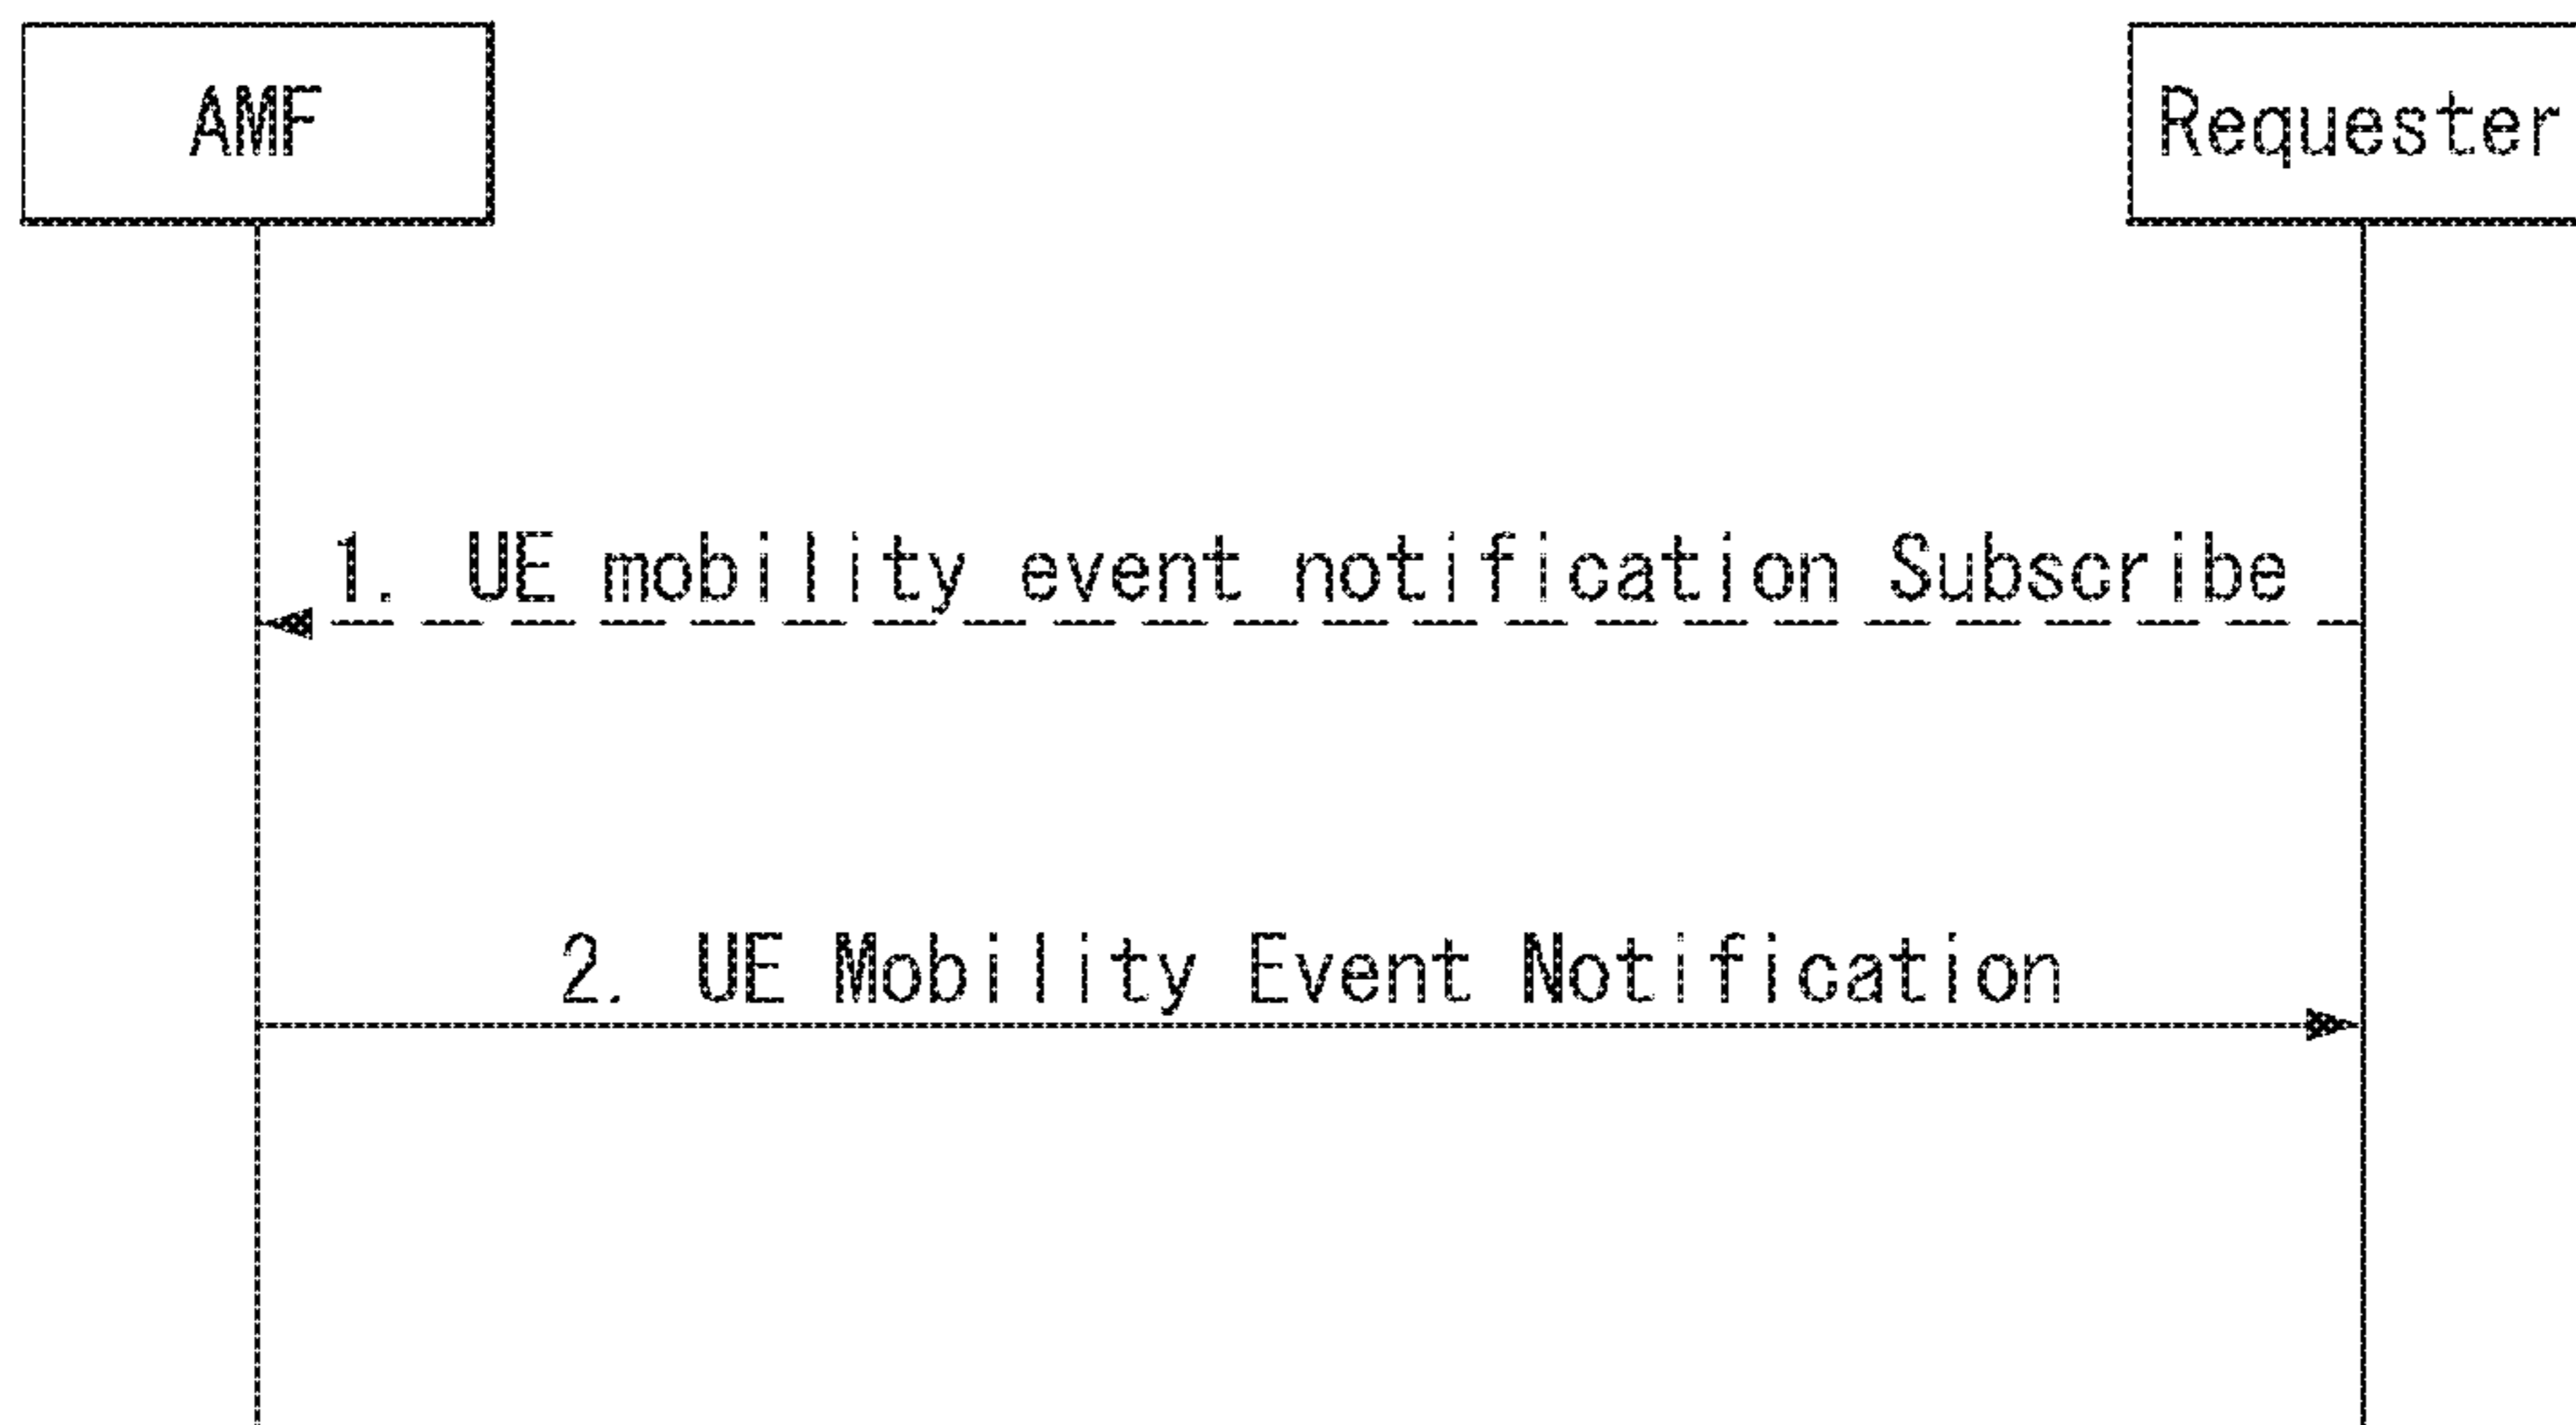 AMF
Requester
1. UE mobility event notification Subscribe
2. UE Mobility Event Notification